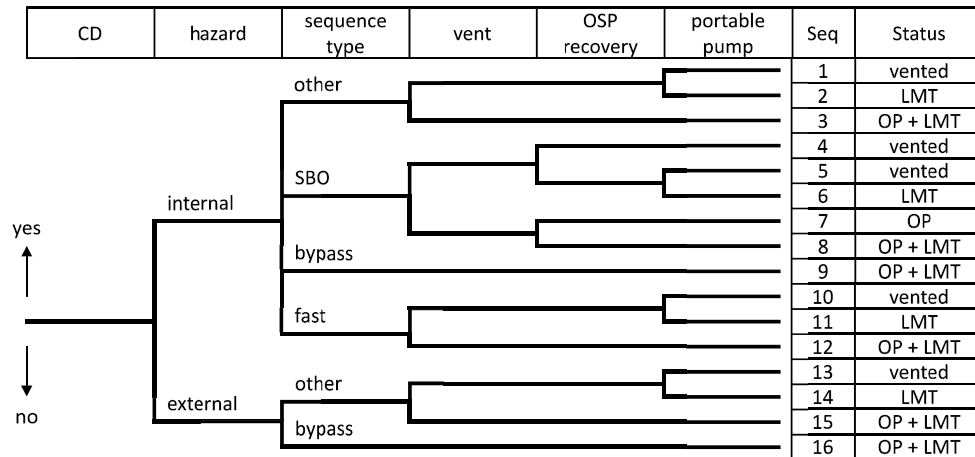 CD hazard sequence type vent OSP recovery portable pump Seq Status
other
1 vented
2 LMT
3 OP + LMT
4 vented
SBO
5 vented
6 LMT
internal
7 OP
yes
bypass
8 OP + LMT
9 OP + LMT
10 vented
fast
11 LMT
12 OP + LMT
other
13 vented
no
external
14 LMT
bypass
15 OP + LMT
16 OP + LMT